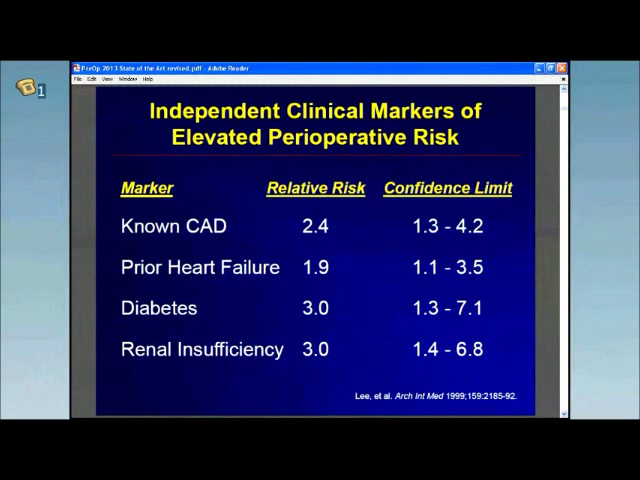 PreOp 2013 State of the Art revised.pdf - Adobe Reader
File Edit View Window Help
1
Independent Clinical Markers of
Elevated Perioperative Risk
Marker Relative Risk Confidence Limit
Known CAD 2.4 1.3 - 4.2
Prior Heart Failure 1.9 1.1 - 3.5
Diabetes 3.0 1.3 - 7.1
Renal Insufficiency 3.0 1.4 - 6.8
Lee, et al. Arch Int Med 1999;159:2185-92.